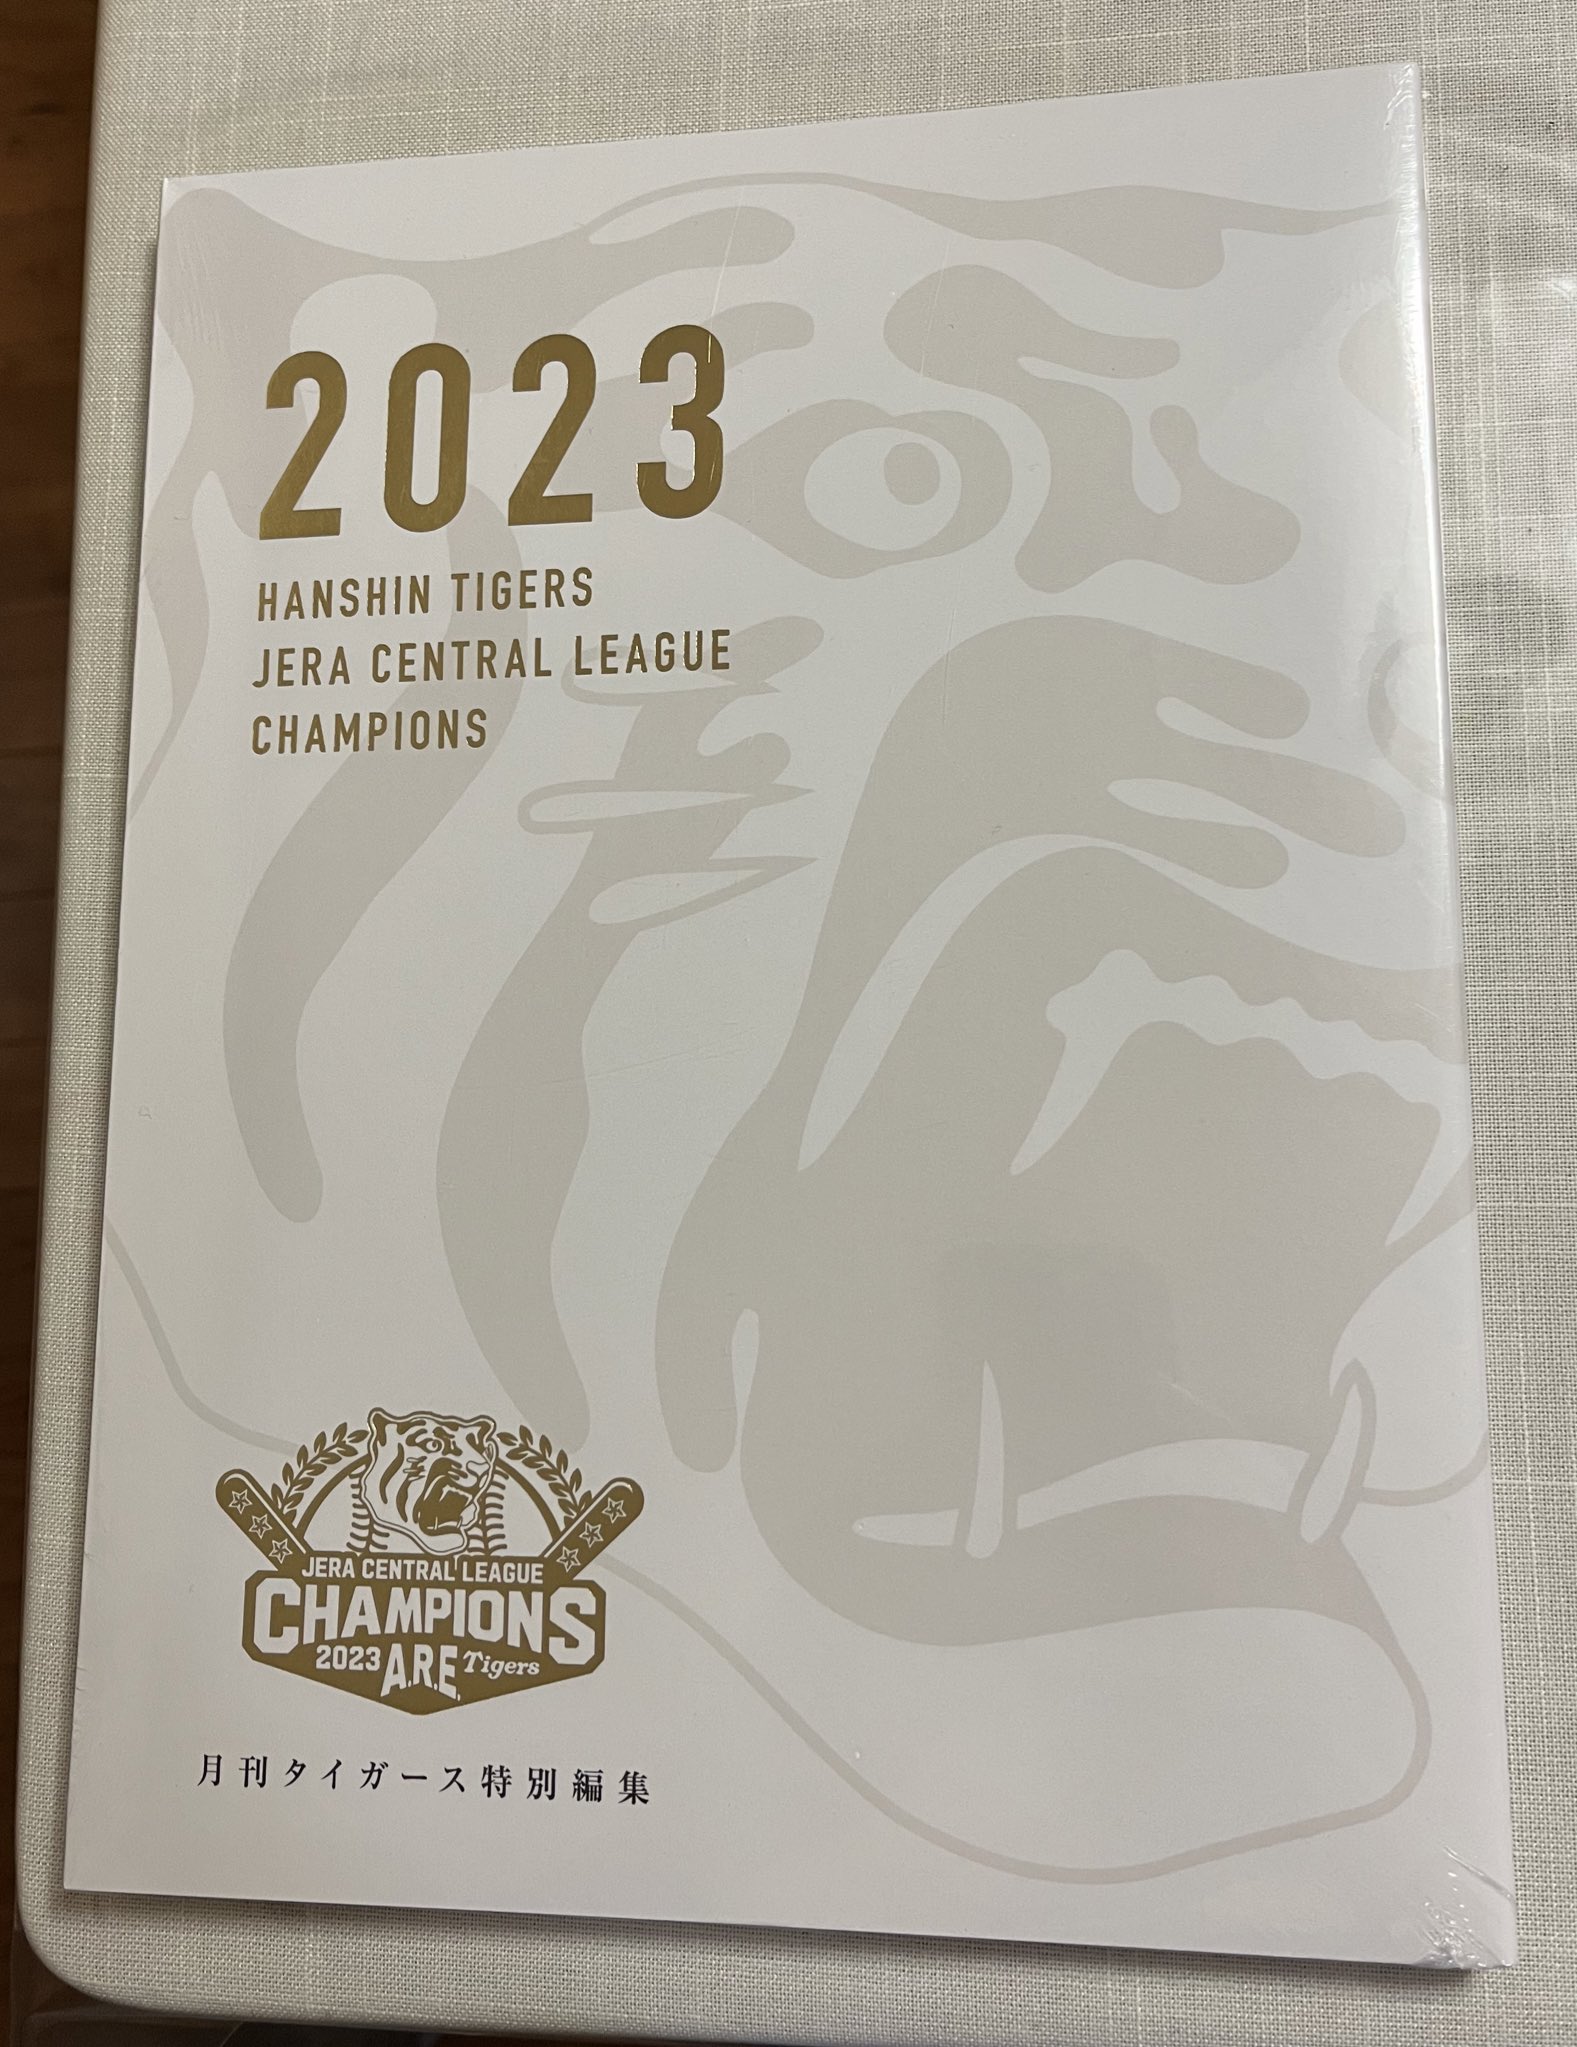 2023
HANSHIN TIGERS
JERA CENTRAL LEAGUE
CHAMPIONS
JERA CENTRAL LEAGUE
CHAMPIONS
2023 A.R.E. Tigers
月刊タイガース特別編集